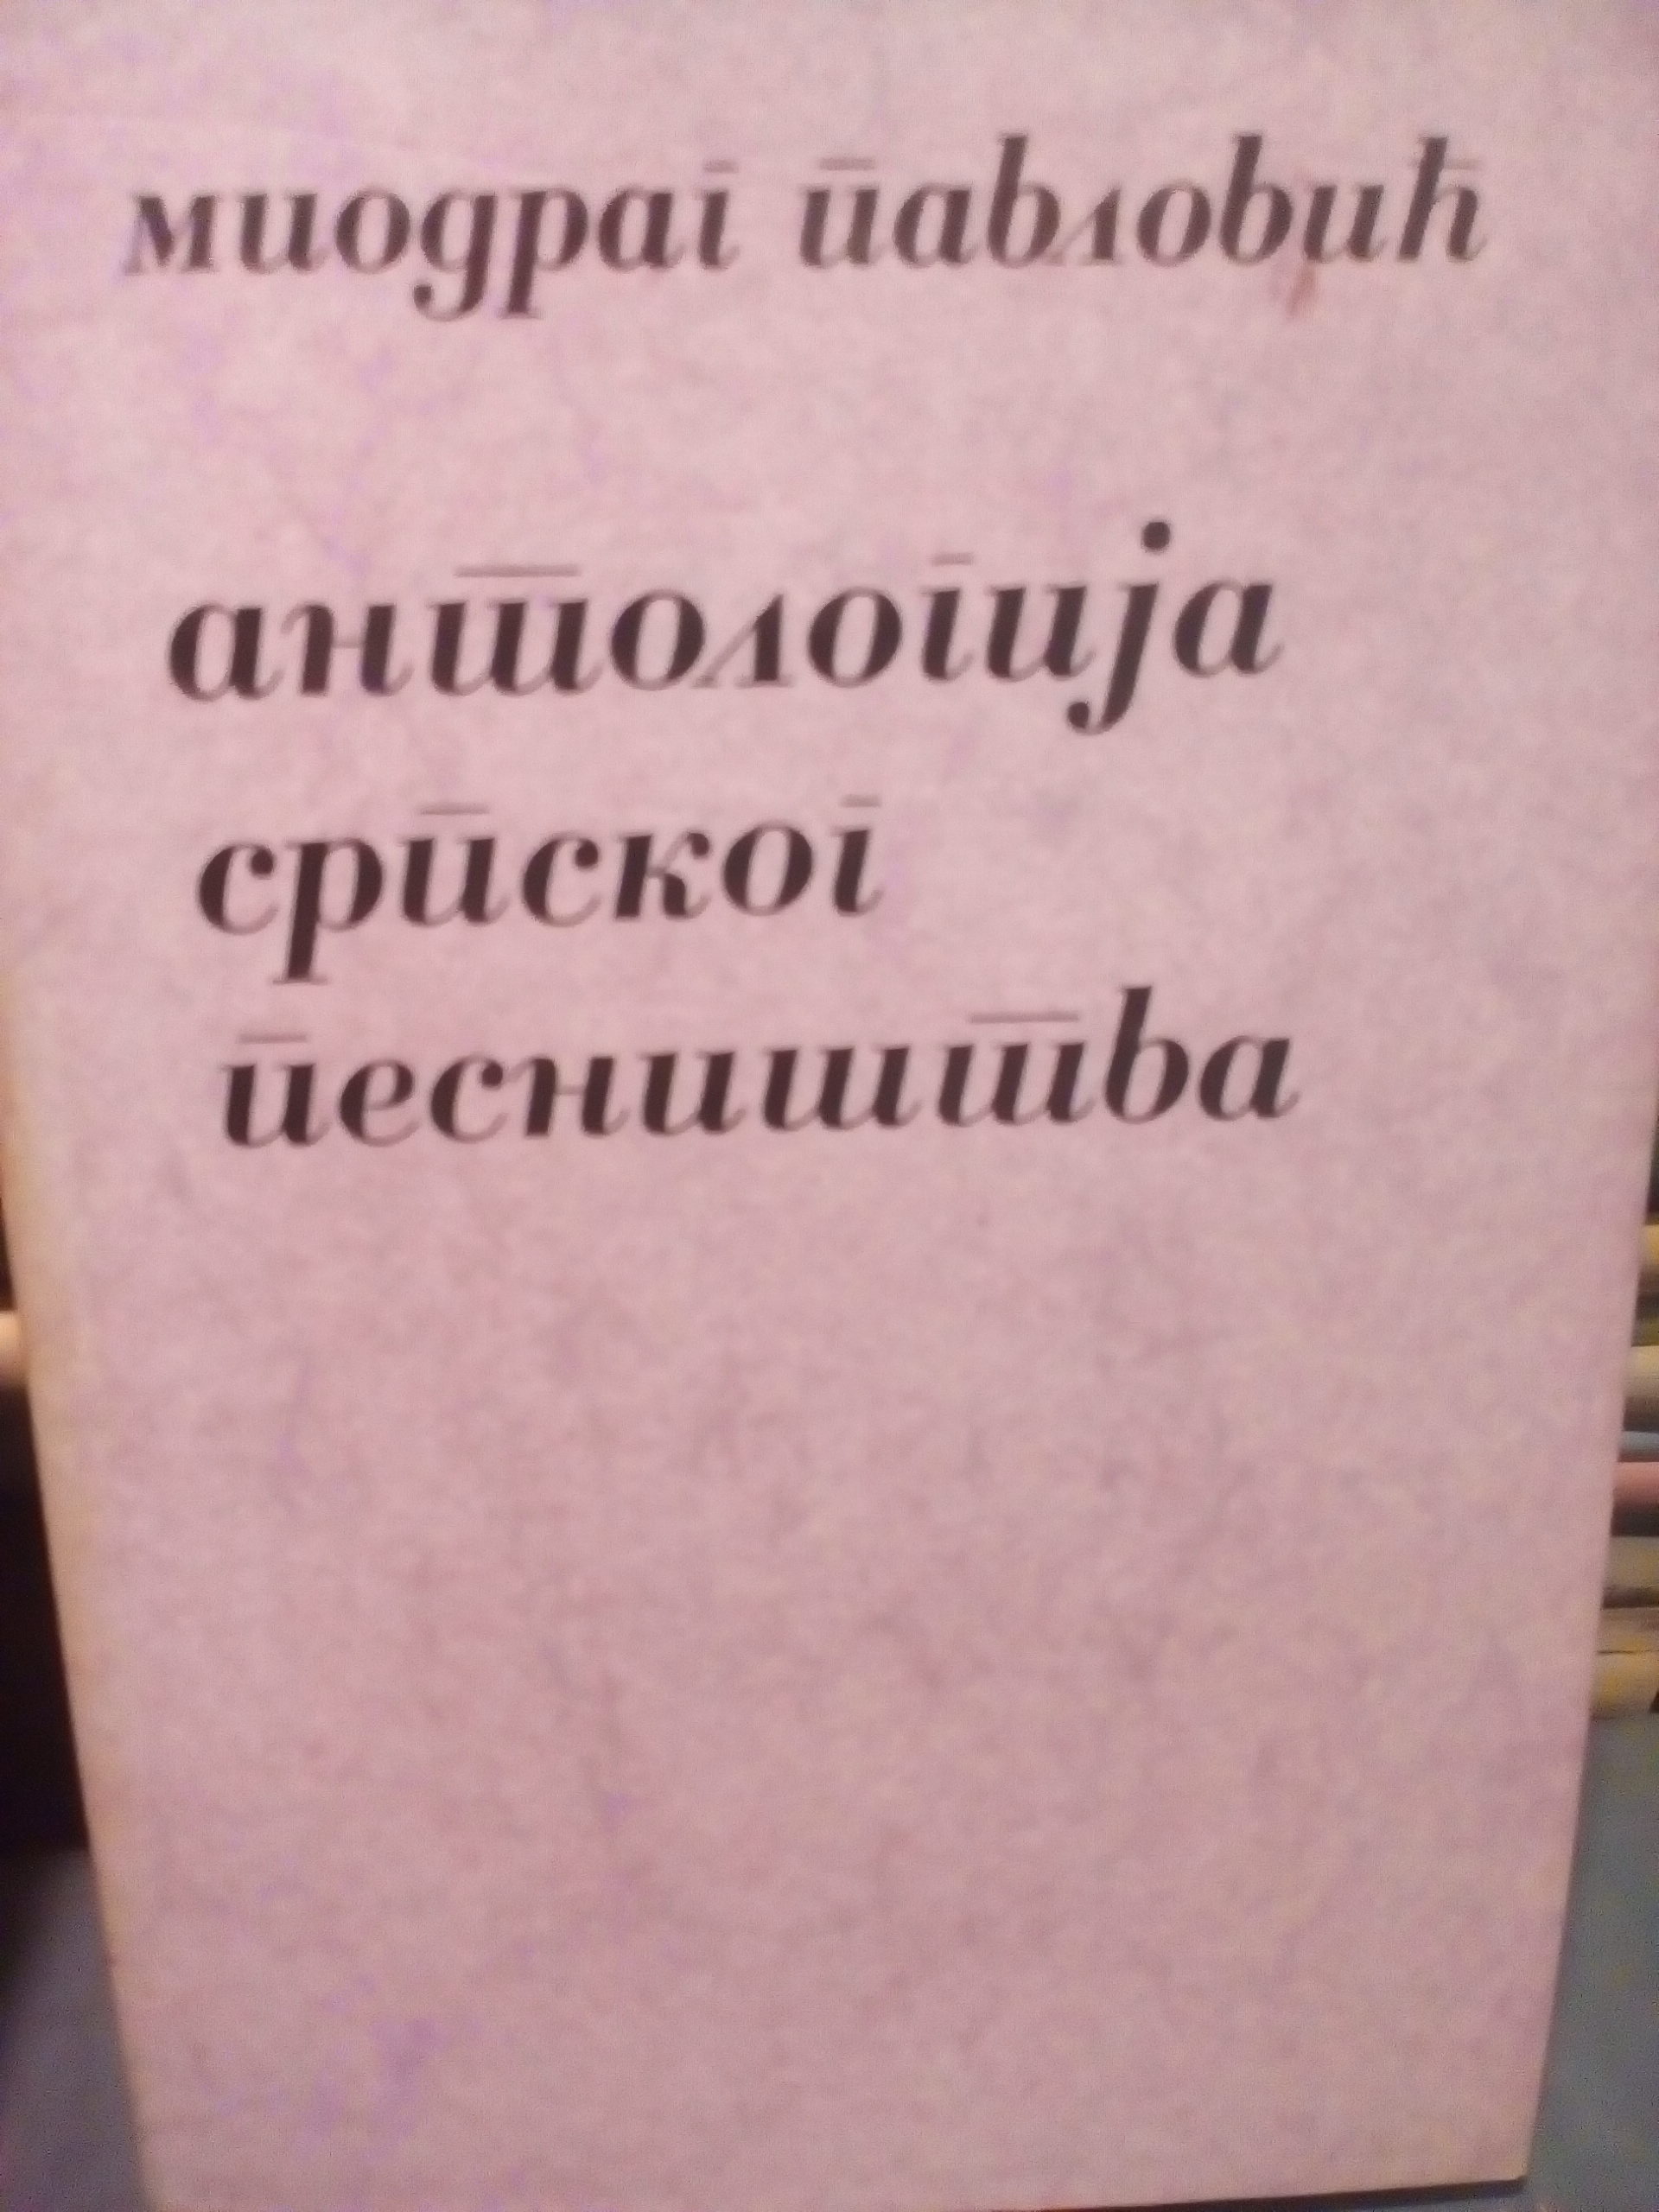 миодраг павловић
антологија
српског
песништва